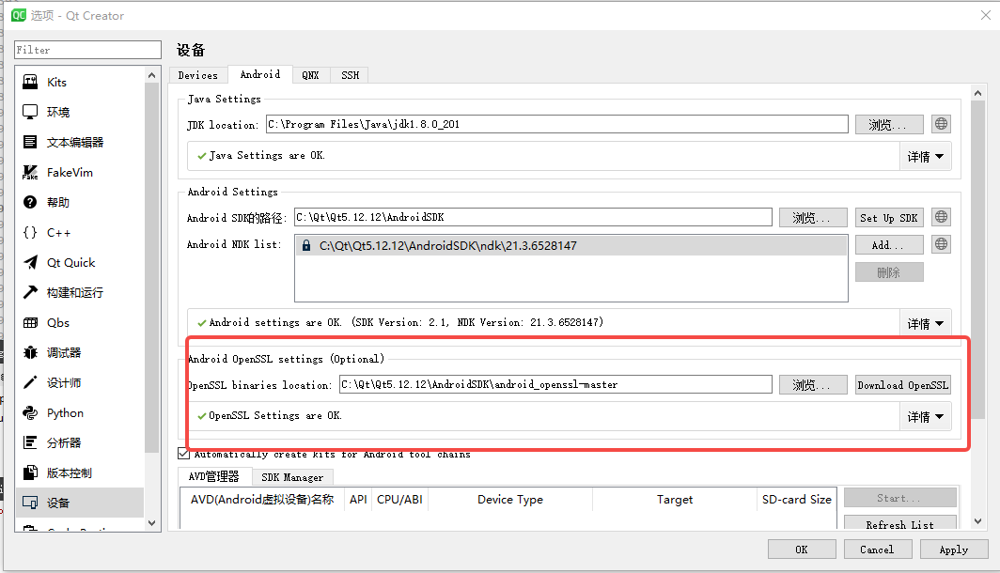 QC 选项 - Qt Creator
Filter
设备
Kits
环境
文本编辑器
FakeVim
帮助
C++
Qt Quick
构建和运行
Qbs
调试器
设计师
Python
分析器
版本控制
设备
Devices Android QNX SSH
Java Settings
JDK location: C:\Program Files\Java\jdk1.8.0_201 浏览...
Java Settings are OK. 详情
Android Settings
Android SDK的路径: C:\Qt\Qt5.12.12\AndroidSDK 浏览... Set Up SDK
Android NDK list: C:\Qt\Qt5.12.12\AndroidSDK\ndk\21.3.6528147 Add...
删除
Android settings are OK. (SDK Version: 2.1, NDK Version: 21.3.6528147) 详情
Android OpenSSL settings (Optional)
OpenSSL binaries location: C:\Qt\Qt5.12.12\AndroidSDK\android_openssl-master 浏览... Download OpenSSL
OpenSSL Settings are OK. 详情
Automatically create kits for Android tool chains
AVD管理器 SDK Manager
AVD(Android虚拟设备)名称 API CPU/ABI Device Type Target SD-card Size Start...
Refresh List
OK Cancel Apply